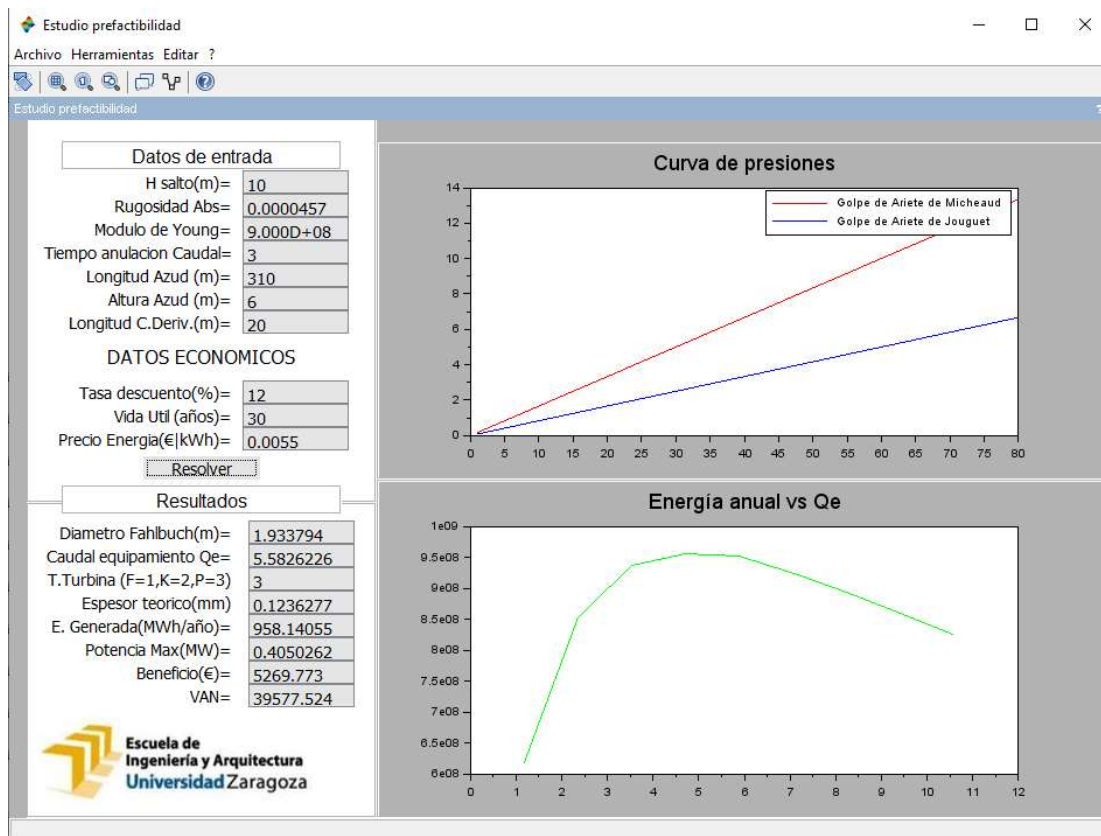 Estudio prefactibilidad
Archivo Herramientas Editar ?
Estudio prefactibilidad
?
Datos de entrada
H salto(m)= 10
Rugosidad Abs= 0.0000457
Modulo de Young= 9.000D+08
Tiempo anulacion Caudal= 3
Longitud Azud (m)= 310
Altura Azud (m)= 6
Longitud C.Deriv.(m)= 20
DATOS ECONOMICOS
Tasa descuento(%)= 12
Vida Util (años)= 30
Precio Energia(€|kWh)= 0.0055
Resolver
Resultados
Diametro Fahlbuch(m)= 1.933794
Caudal equipamiento Qe= 5.5826226
T.Turbina (F=1,K=2,P=3) 3
Espesor teorico(mm) 0.1236277
E. Generada(MWh/año)= 958.14055
Potencia Max(MW)= 0.4050262
Beneficio(€)= 5269.773
VAN= 39577.524
Escuela de
Ingeniería y Arquitectura
Universidad Zaragoza
Curva de presiones
Golpe de Ariete de Micheaud
Golpe de Ariete de Jouguet
14
12
10
8
6
4
2
0
0 5 10 15 20 25 30 35 40 45 50 55 60 65 70 75 80
Energía anual vs Qe
1e09
9.5e08
9e08
8.5e08
8e08
7.5e08
7e08
6.5e08
6e08
0 1 2 3 4 5 6 7 8 9 10 11 12